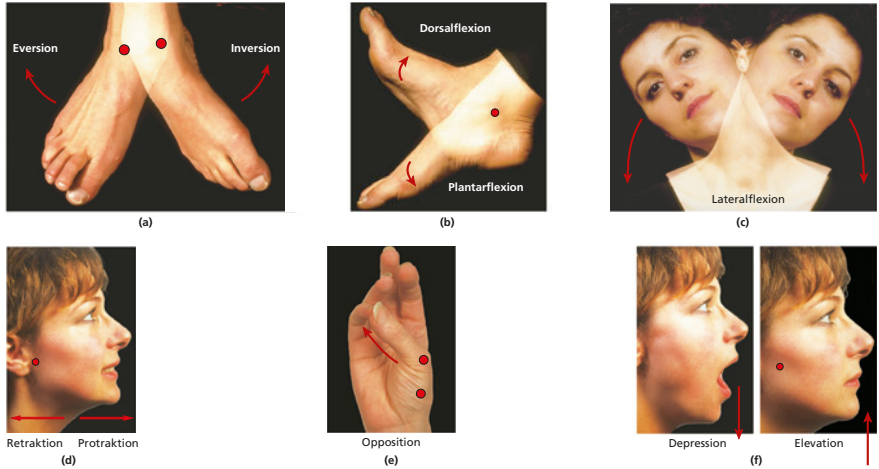 Eversion
Inversion
(a)
Dorsalflexion
Plantarflexion
(b)
Lateralflexion
(c)
Retraktion Protraktion
(d)
Opposition
(e)
Depression
Elevation
(f)